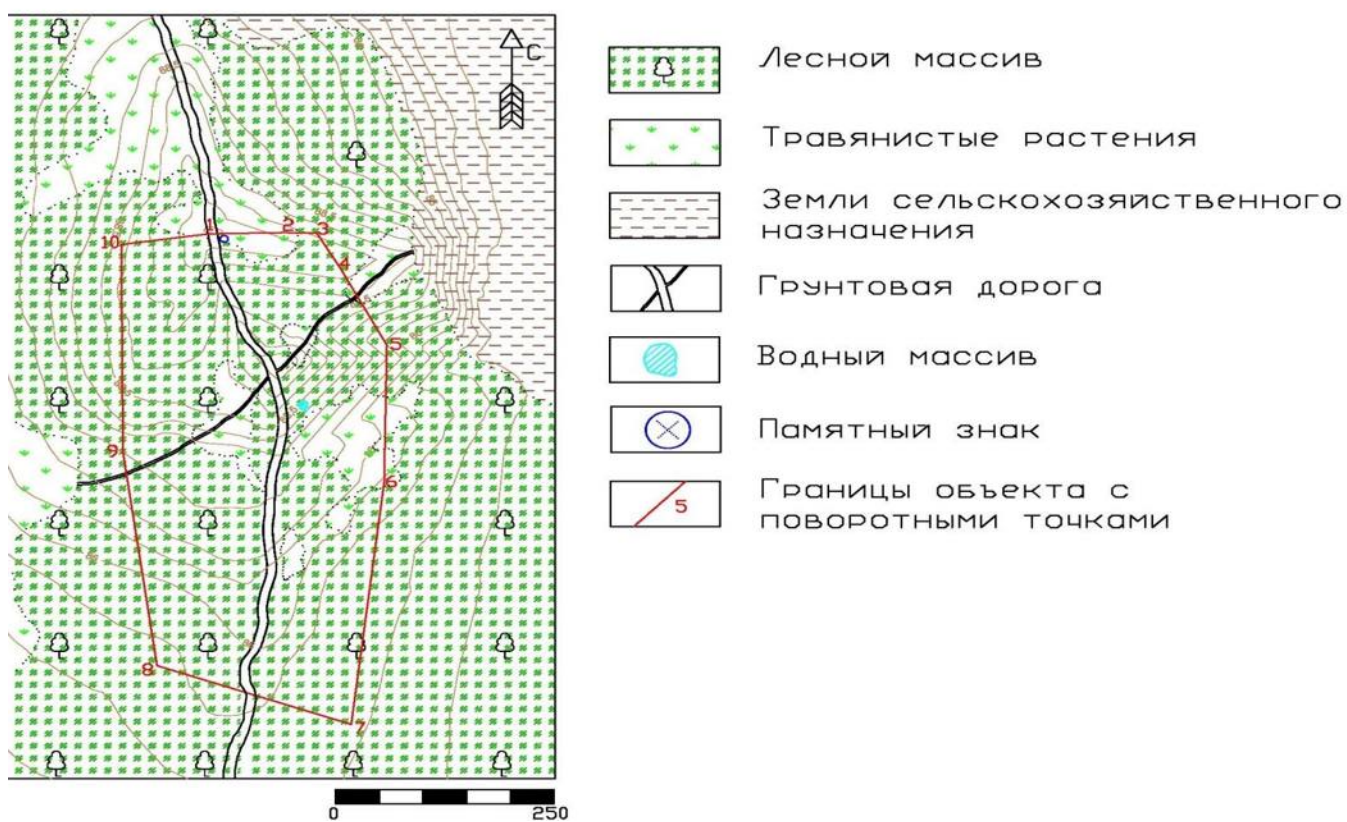 С
1
2
3
10
4
5
9
6
8
7
0
250
Лесной массив
Травянистые растения
Земли сельскохозяйственного
назначения
Грунтовая дорога
Водный массив
Памятный знак
Границы объекта с
5
поворотными точками